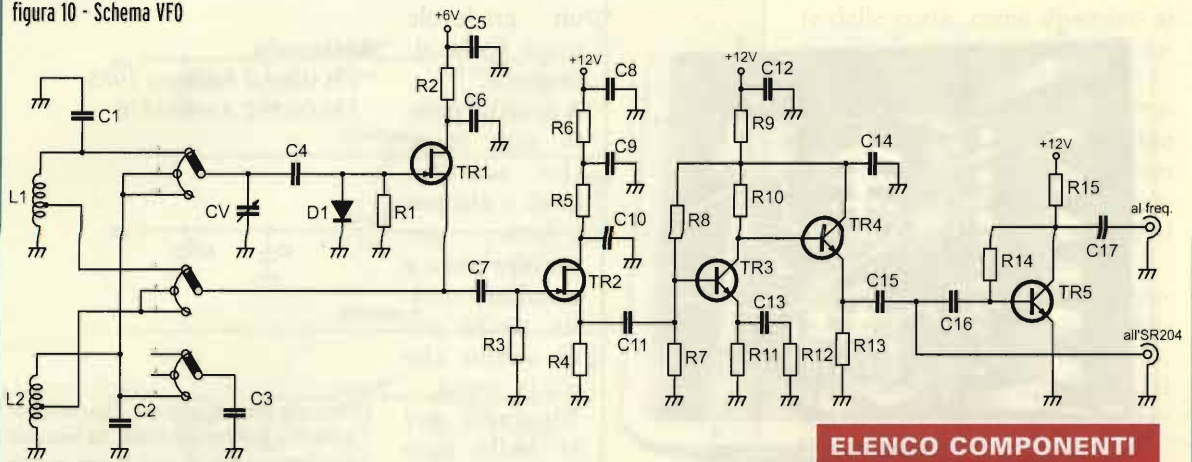 figura 10 - Schema VFO
+6V
C5
R2
C6
TR1
C1
L1
C4
CV
D1
R1
C7
R3
L2
C2
C3
+12V
C8
R6
C9
R5
C10
TR2
C11
R4
+12V
C12
R9
C14
R8
R10
TR4
TR3
C13
R7
R11
R12
R13
C15
C16
+12V
R15
R14
C17
al freq.
TR5
all'SR204
ELENCO COMPONENTI